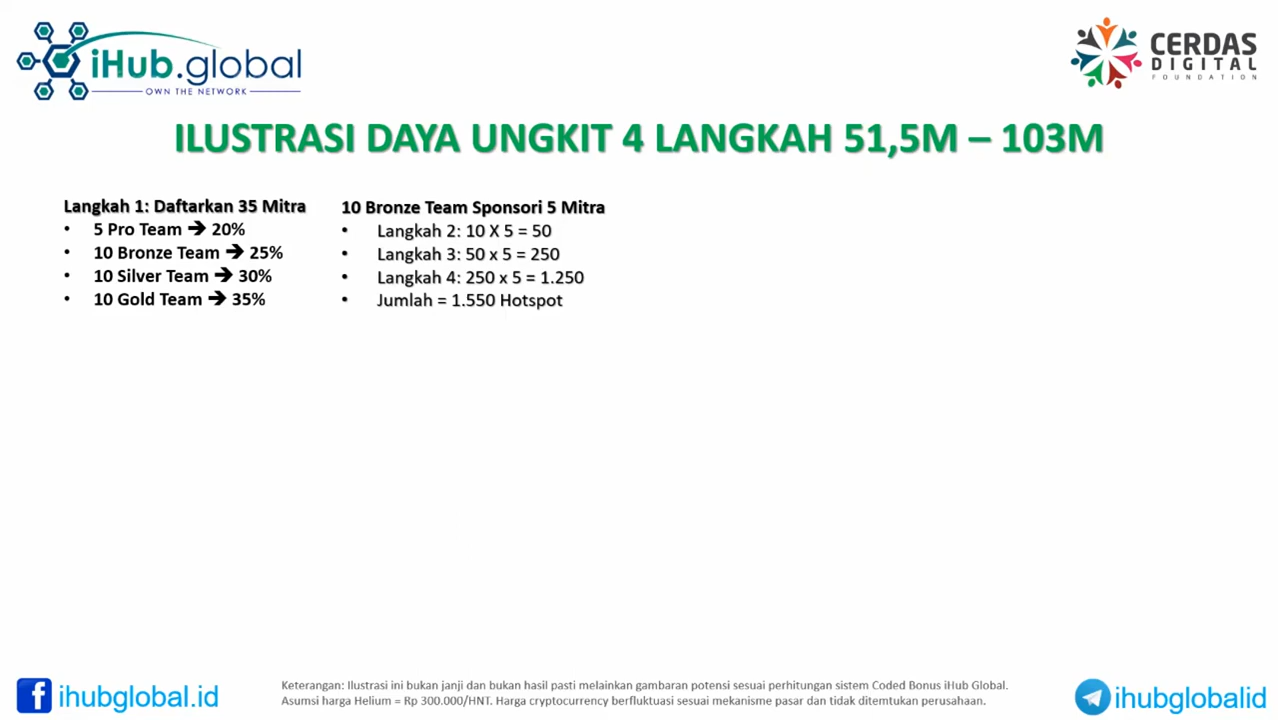 iHub.global
OWN THE NETWORK
CERDAS
DIGITAL
FOUNDATION
ILUSTRASI DAYA UNGKIT 4 LANGKAH 51,5M – 103M
Langkah 1: Daftarkan 35 Mitra
• 5 Pro Team ➔ 20%
• 10 Bronze Team ➔ 25%
• 10 Silver Team ➔ 30%
• 10 Gold Team ➔ 35%
10 Bronze Team Sponsori 5 Mitra
• Langkah 2: 10 X 5 = 50
• Langkah 3: 50 x 5 = 250
• Langkah 4: 250 x 5 = 1.250
• Jumlah = 1.550 Hotspot
ihubglobal.id
Keterangan: Ilustrasi ini bukan janji dan bukan hasil pasti melainkan gambaran potensi sesuai perhitungan sistem Coded Bonus iHub Global.
Asumsi harga Helium = Rp 300.000/HNT. Harga cryptocurrency berfluktuasi sesuai mekanisme pasar dan tidak ditemtukan perusahaan.
ihubglobalid